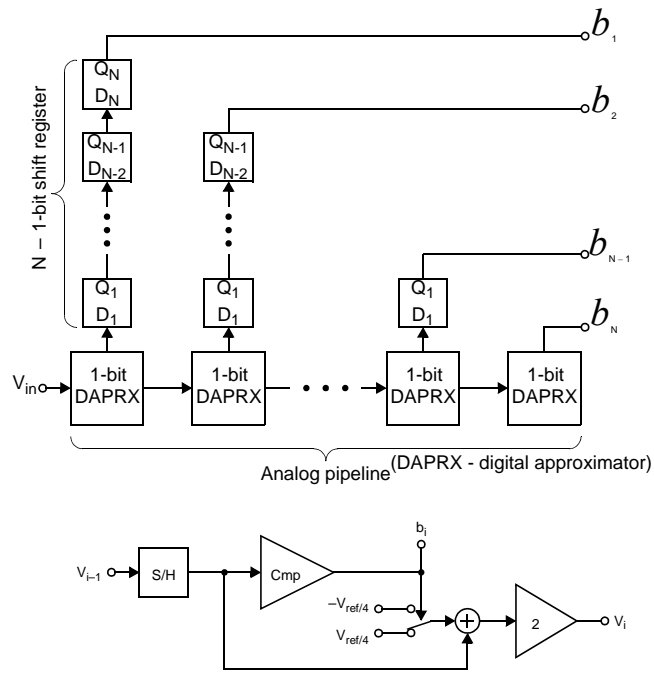 b1
QN
DN
b2
QN-1
DN-2
QN-1
DN-2
N – 1-bit shift register
bN – 1
Q1
D1
Q1
D1
Q1
D1
bN
Vin
1-bit
DAPRX
1-bit
DAPRX
1-bit
DAPRX
1-bit
DAPRX
Analog pipeline
(DAPRX - digital approximator)
bi
Vi–1
S/H
Cmp
–Vref/4
Vref/4
+
2
Vi